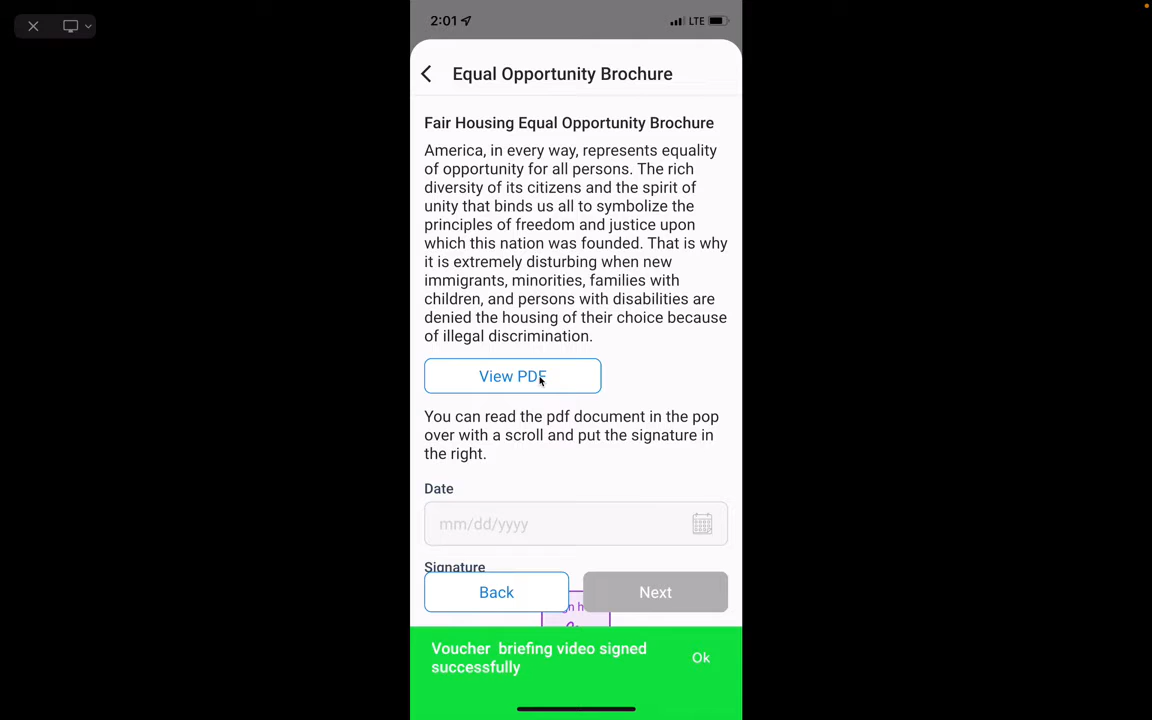 2:01
LTE
Equal Opportunity Brochure
Fair Housing Equal Opportunity Brochure
America, in every way, represents equality
of opportunity for all persons. The rich
diversity of its citizens and the spirit of
unity that binds us all to symbolize the
principles of freedom and justice upon
which this nation was founded. That is why
it is extremely disturbing when new
immigrants, minorities, families with
children, and persons with disabilities are
denied the housing of their choice because
of illegal discrimination.
View PDF
You can read the pdf document in the pop
over with a scroll and put the signature in
the right.
Date
mm/dd/yyyy
Signature
Back
Next
Voucher briefing video signed
successfully
Ok